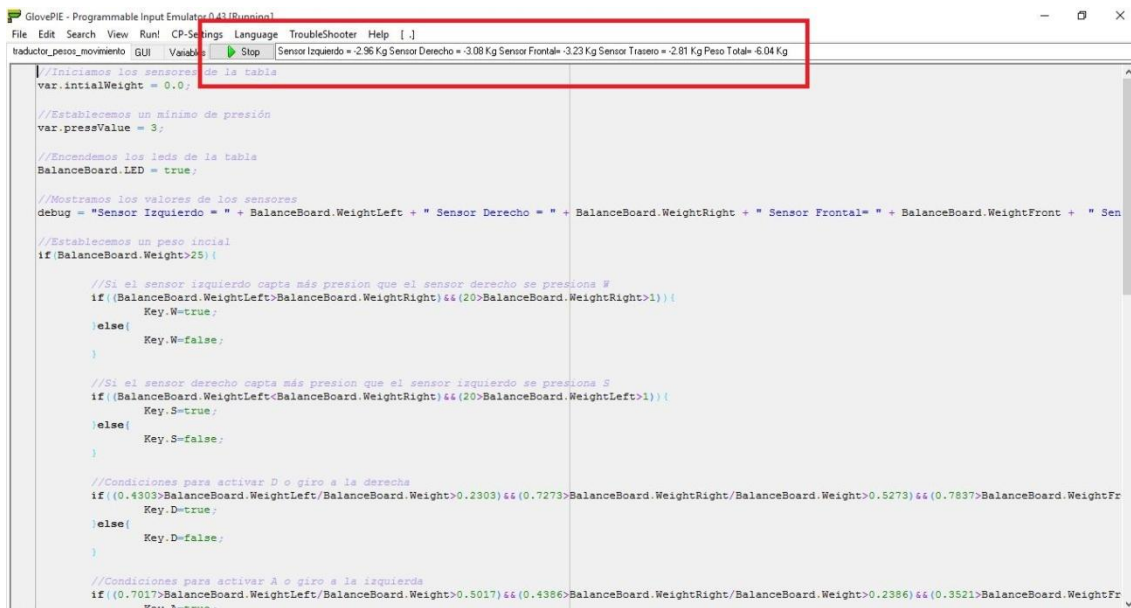 GlovePIE - Programmable Input Emulator 0.43 [Running]
File Edit Search View Run! CP-Settings Language TroubleShooter Help [ .]
traductor_pesos_movimiento GUI Variables Stop Sensor Izquierdo = -2.96 Kg Sensor Derecho = -3.08 Kg Sensor Frontal= -3.23 Kg Sensor Trasero = -2.81 Kg Peso Total= -6.04 Kg
//Iniciamos los sensores de la tabla
var.intialWeight = 0.0;
//Establecemos un mínimo de presión
var.pressValue = 3;
//Encendemos los leds de la tabla
BalanceBoard.LED = true;
//Mostramos los valores de los sensores
debug = "Sensor Izquierdo = " + BalanceBoard.WeightLeft + " Sensor Derecho = " + BalanceBoard.WeightRight + " Sensor Frontal= " + BalanceBoard.WeightFront + " Sen
//Establecemos un peso incial
if(BalanceBoard.Weight>25){
//Si el sensor izquierdo capta más presion que el sensor derecho se presiona W
if((BalanceBoard.WeightLeft>BalanceBoard.WeightRight)&&(20>BalanceBoard.WeightRight>1)){
Key.W=true;
}else{
Key.W=false;
}
//Si el sensor derecho capta más presion que el sensor izquierdo se presiona S
if((BalanceBoard.WeightLeft<BalanceBoard.WeightRight)&&(20>BalanceBoard.WeightLeft>1)){
Key.S=true;
}else{
Key.S=false;
}
//Condiciones para activar D o giro a la derecha
if((0.4303>BalanceBoard.WeightLeft/BalanceBoard.Weight>0.2303)&&(0.7273>BalanceBoard.WeightRight/BalanceBoard.Weight>0.5273)&&(0.7837>BalanceBoard.WeightFr
Key.D=true;
}else{
Key.D=false;
}
//Condiciones para activar A o giro a la izquierda
if((0.7017>BalanceBoard.WeightLeft/BalanceBoard.Weight>0.5017)&&(0.4386>BalanceBoard.WeightRight/BalanceBoard.Weight>0.2386)&&(0.3521>BalanceBoard.WeightFr
Key.A=true;